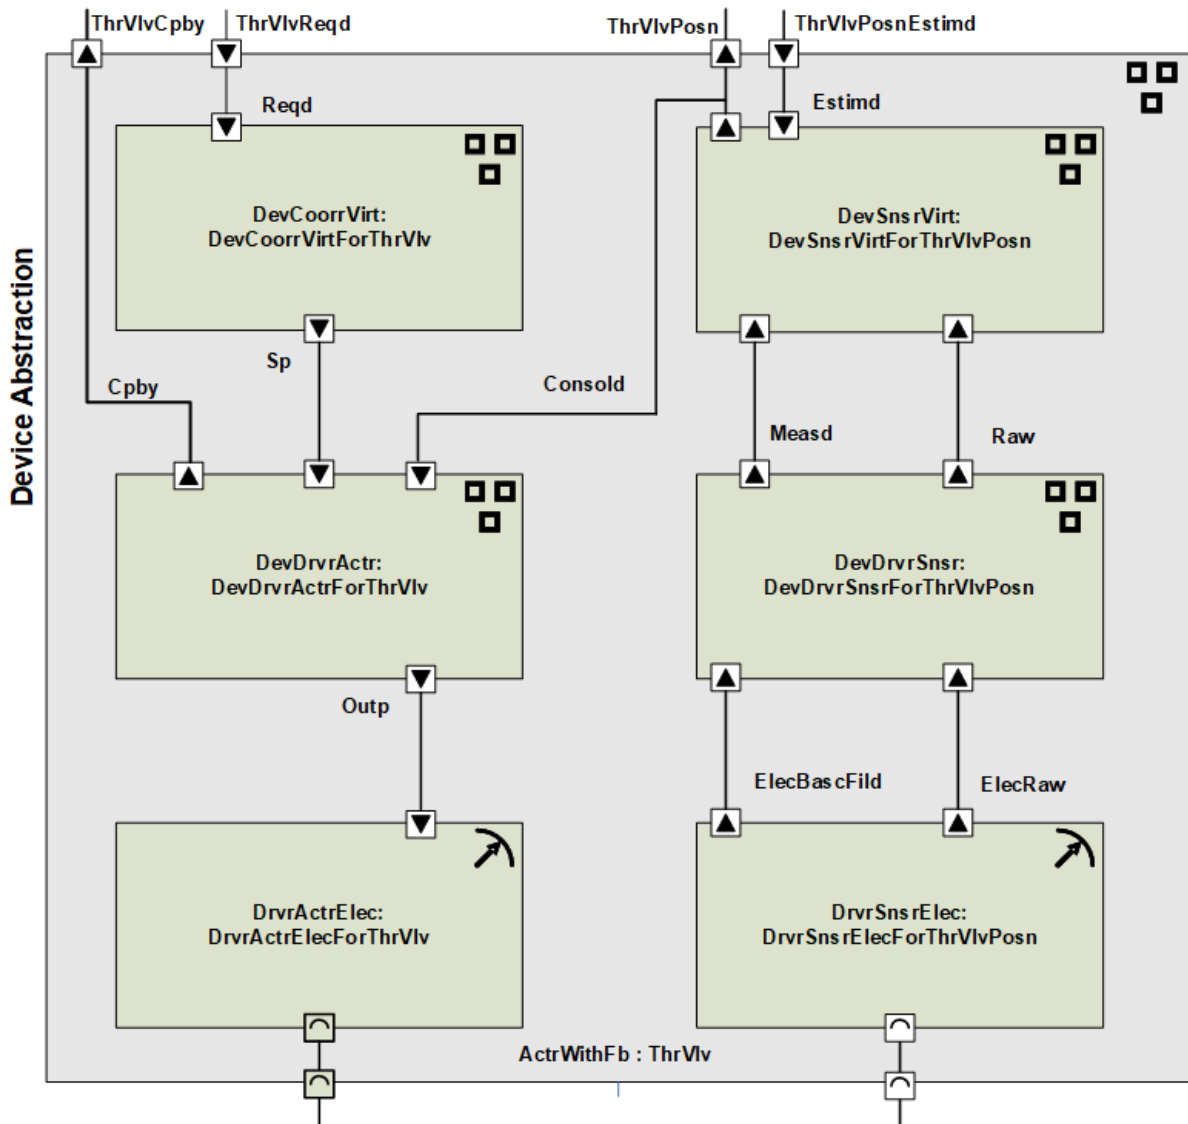 ThrVlvCpby
ThrVlvReqd
ThrVlvPosn
ThrVlvPosnEstimd
Reqd
Estimd
DevCoorrVirt:
DevCoorrVirtForThrVlv
DevSnsrVirt:
DevSnsrVirtForThrVlvPosn
Device Abstraction
Sp
Cpby
Consold
Measd
Raw
DevDrvrActr:
DevDrvrActrForThrVlv
DevDrvrSnsr:
DevDrvrSnsrForThrVlvPosn
Outp
ElecBascFild
ElecRaw
DrvrActrElec:
DrvrActrElecForThrVlv
DrvrSnsrElec:
DrvrSnsrElecForThrVlvPosn
ActrWithFb : ThrVlv